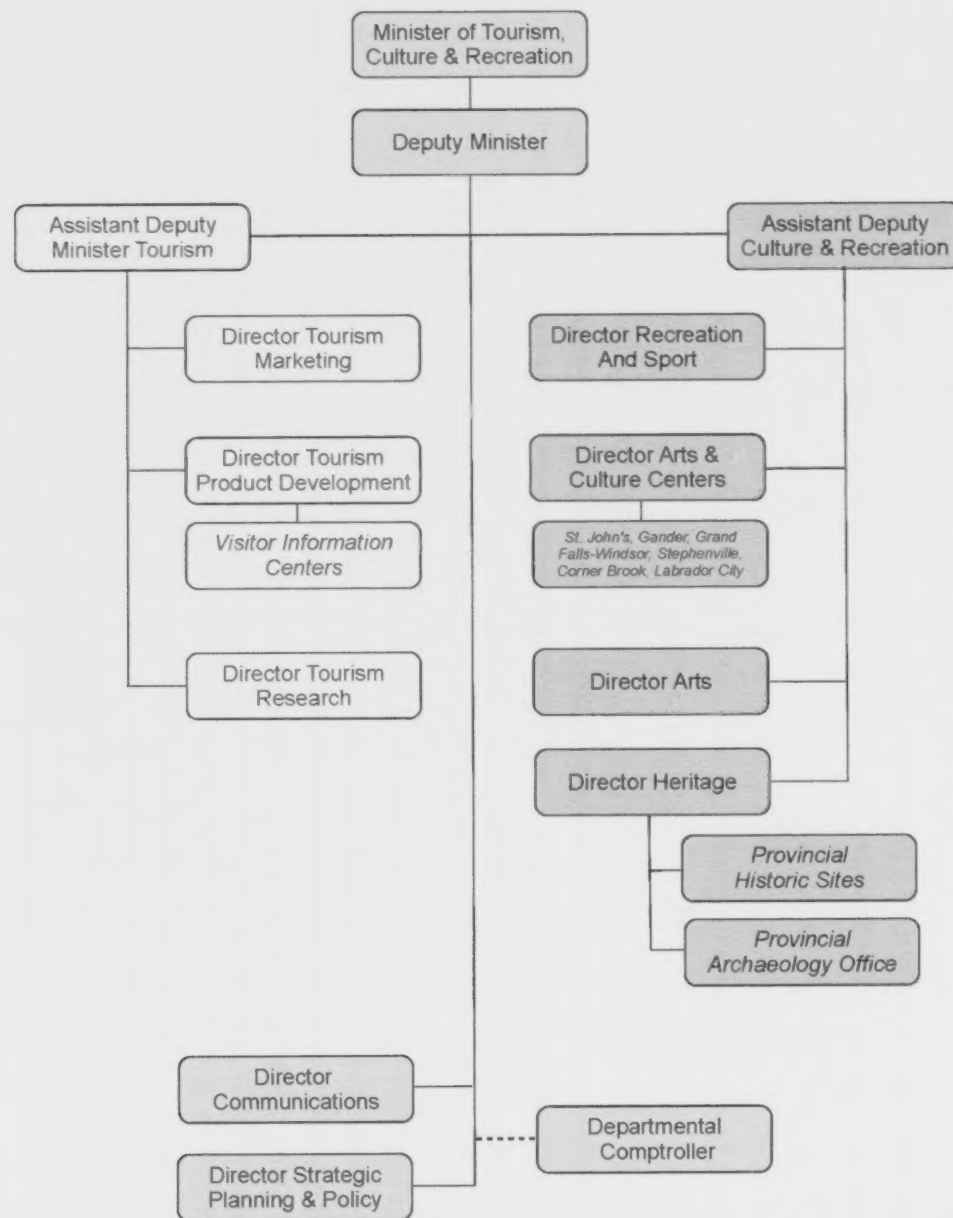 Minister of Tourism,
Culture & Recreation
Deputy Minister
Assistant Deputy
Minister Tourism
Assistant Deputy
Culture & Recreation
Director Tourism
Marketing
Director Recreation
And Sport
Director Tourism
Product Development
Director Arts &
Culture Centers
Visitor Information
Centers
St. John's, Gander, Grand
Falls-Windsor, Stephenville,
Corner Brook, Labrador City
Director Tourism
Research
Director Arts
Director Heritage
Provincial
Historic Sites
Provincial
Archaeology Office
Director
Communications
Departmental
Comptroller
Director Strategic
Planning & Policy